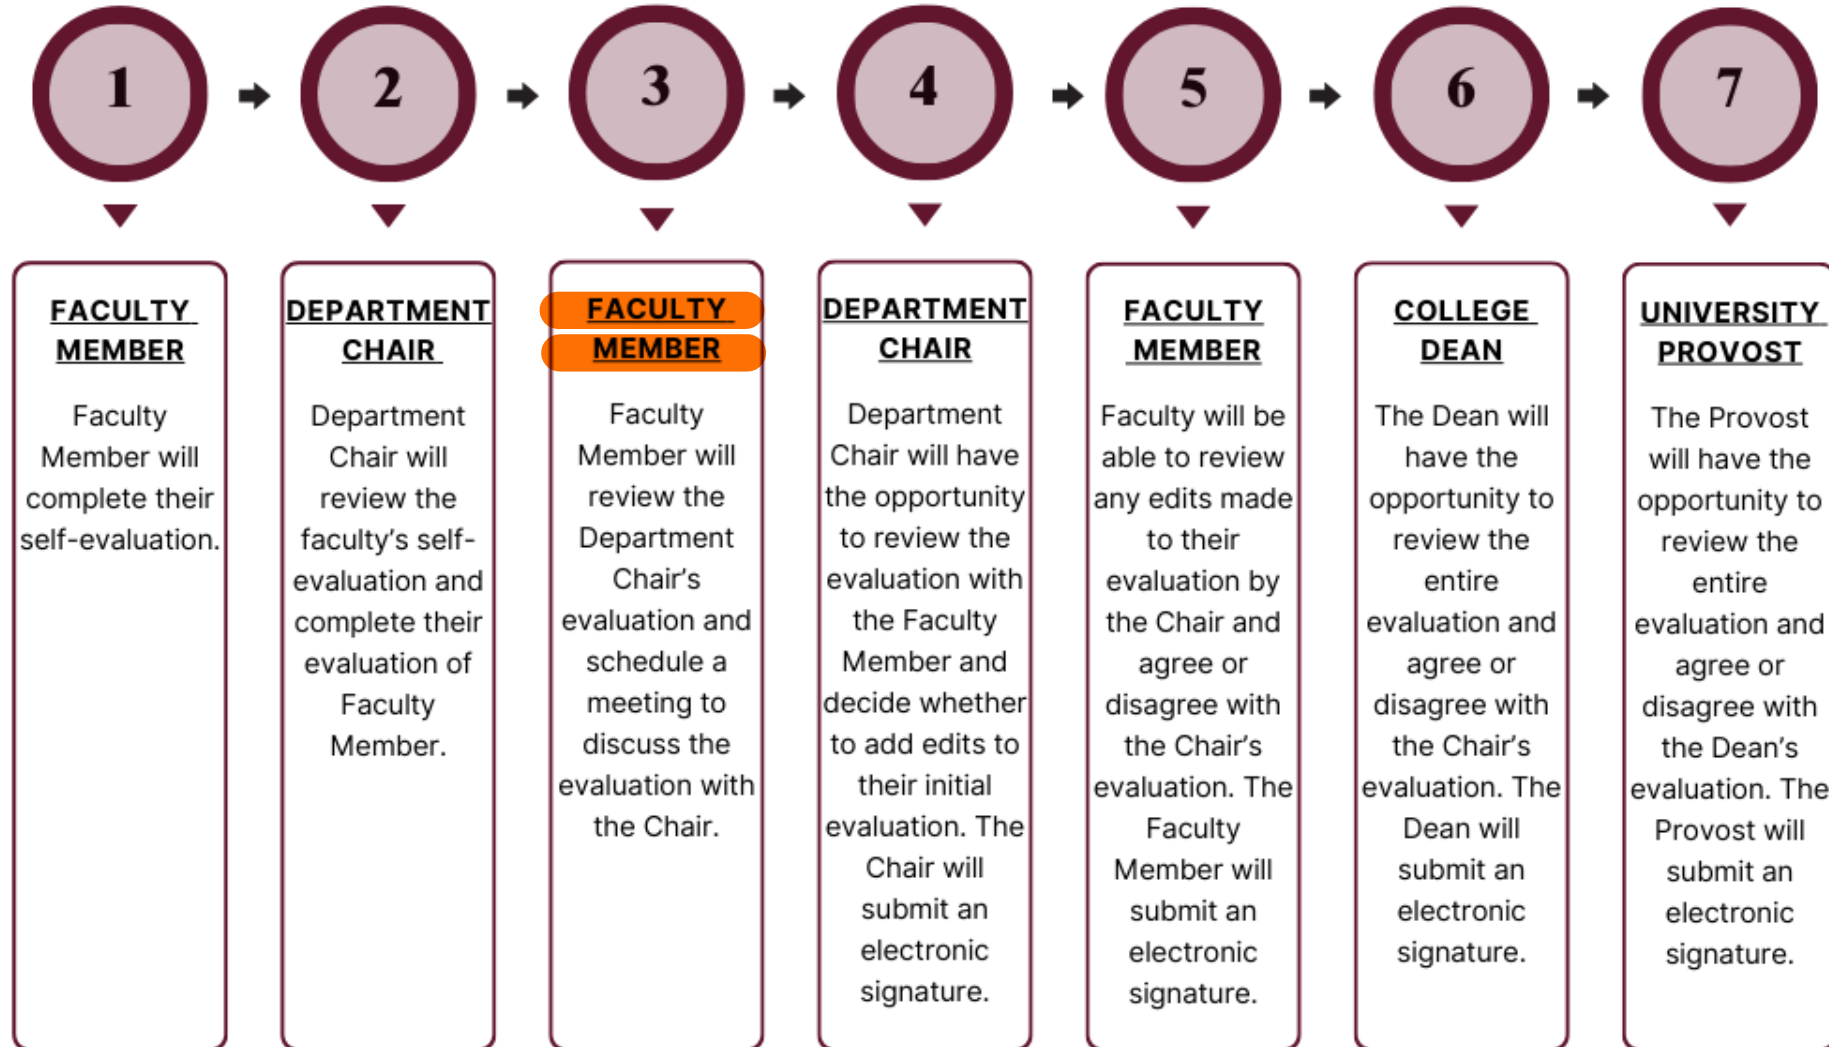 1
2
3
4
5
6
7
FACULTY
MEMBER
Faculty
Member will
complete their
self-evaluation.
DEPARTMENT
CHAIR
Department
Chair will
review the
faculty's self-
evaluation and
complete their
evaluation of
Faculty
Member.
FACULTY
MEMBER
Faculty
Member will
review the
Department
Chair's
evaluation and
schedule a
meeting to
discuss the
evaluation with
the Chair.
DEPARTMENT
CHAIR
Department
Chair will have
the opportunity
to review the
evaluation with
the Faculty
Member and
decide whether
to add edits to
their initial
evaluation. The
Chair will
submit an
electronic
signature.
FACULTY
MEMBER
Faculty will be
able to review
any edits made
to their
evaluation by
the Chair and
agree or
disagree with
the Chair's
evaluation. The
Faculty
Member will
submit an
electronic
signature.
COLLEGE
DEAN
The Dean will
have the
opportunity to
review the
entire
evaluation and
agree or
disagree with
the Chair's
evaluation. The
Dean will
submit an
electronic
signature.
UNIVERSITY
PROVOST
The Provost
will have the
opportunity to
review the
entire
evaluation and
agree or
disagree with
the Dean's
evaluation. The
Provost will
submit an
electronic
signature.